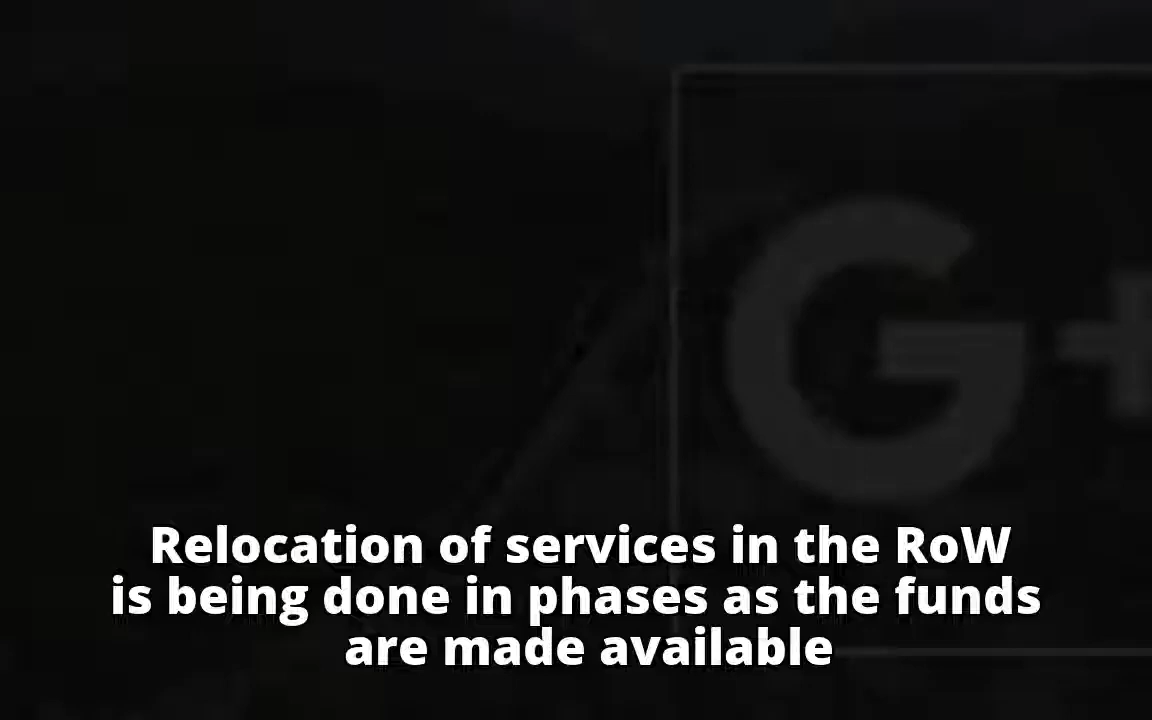 G+
Relocation of services in the RoW
is being done in phases as the funds
are made available